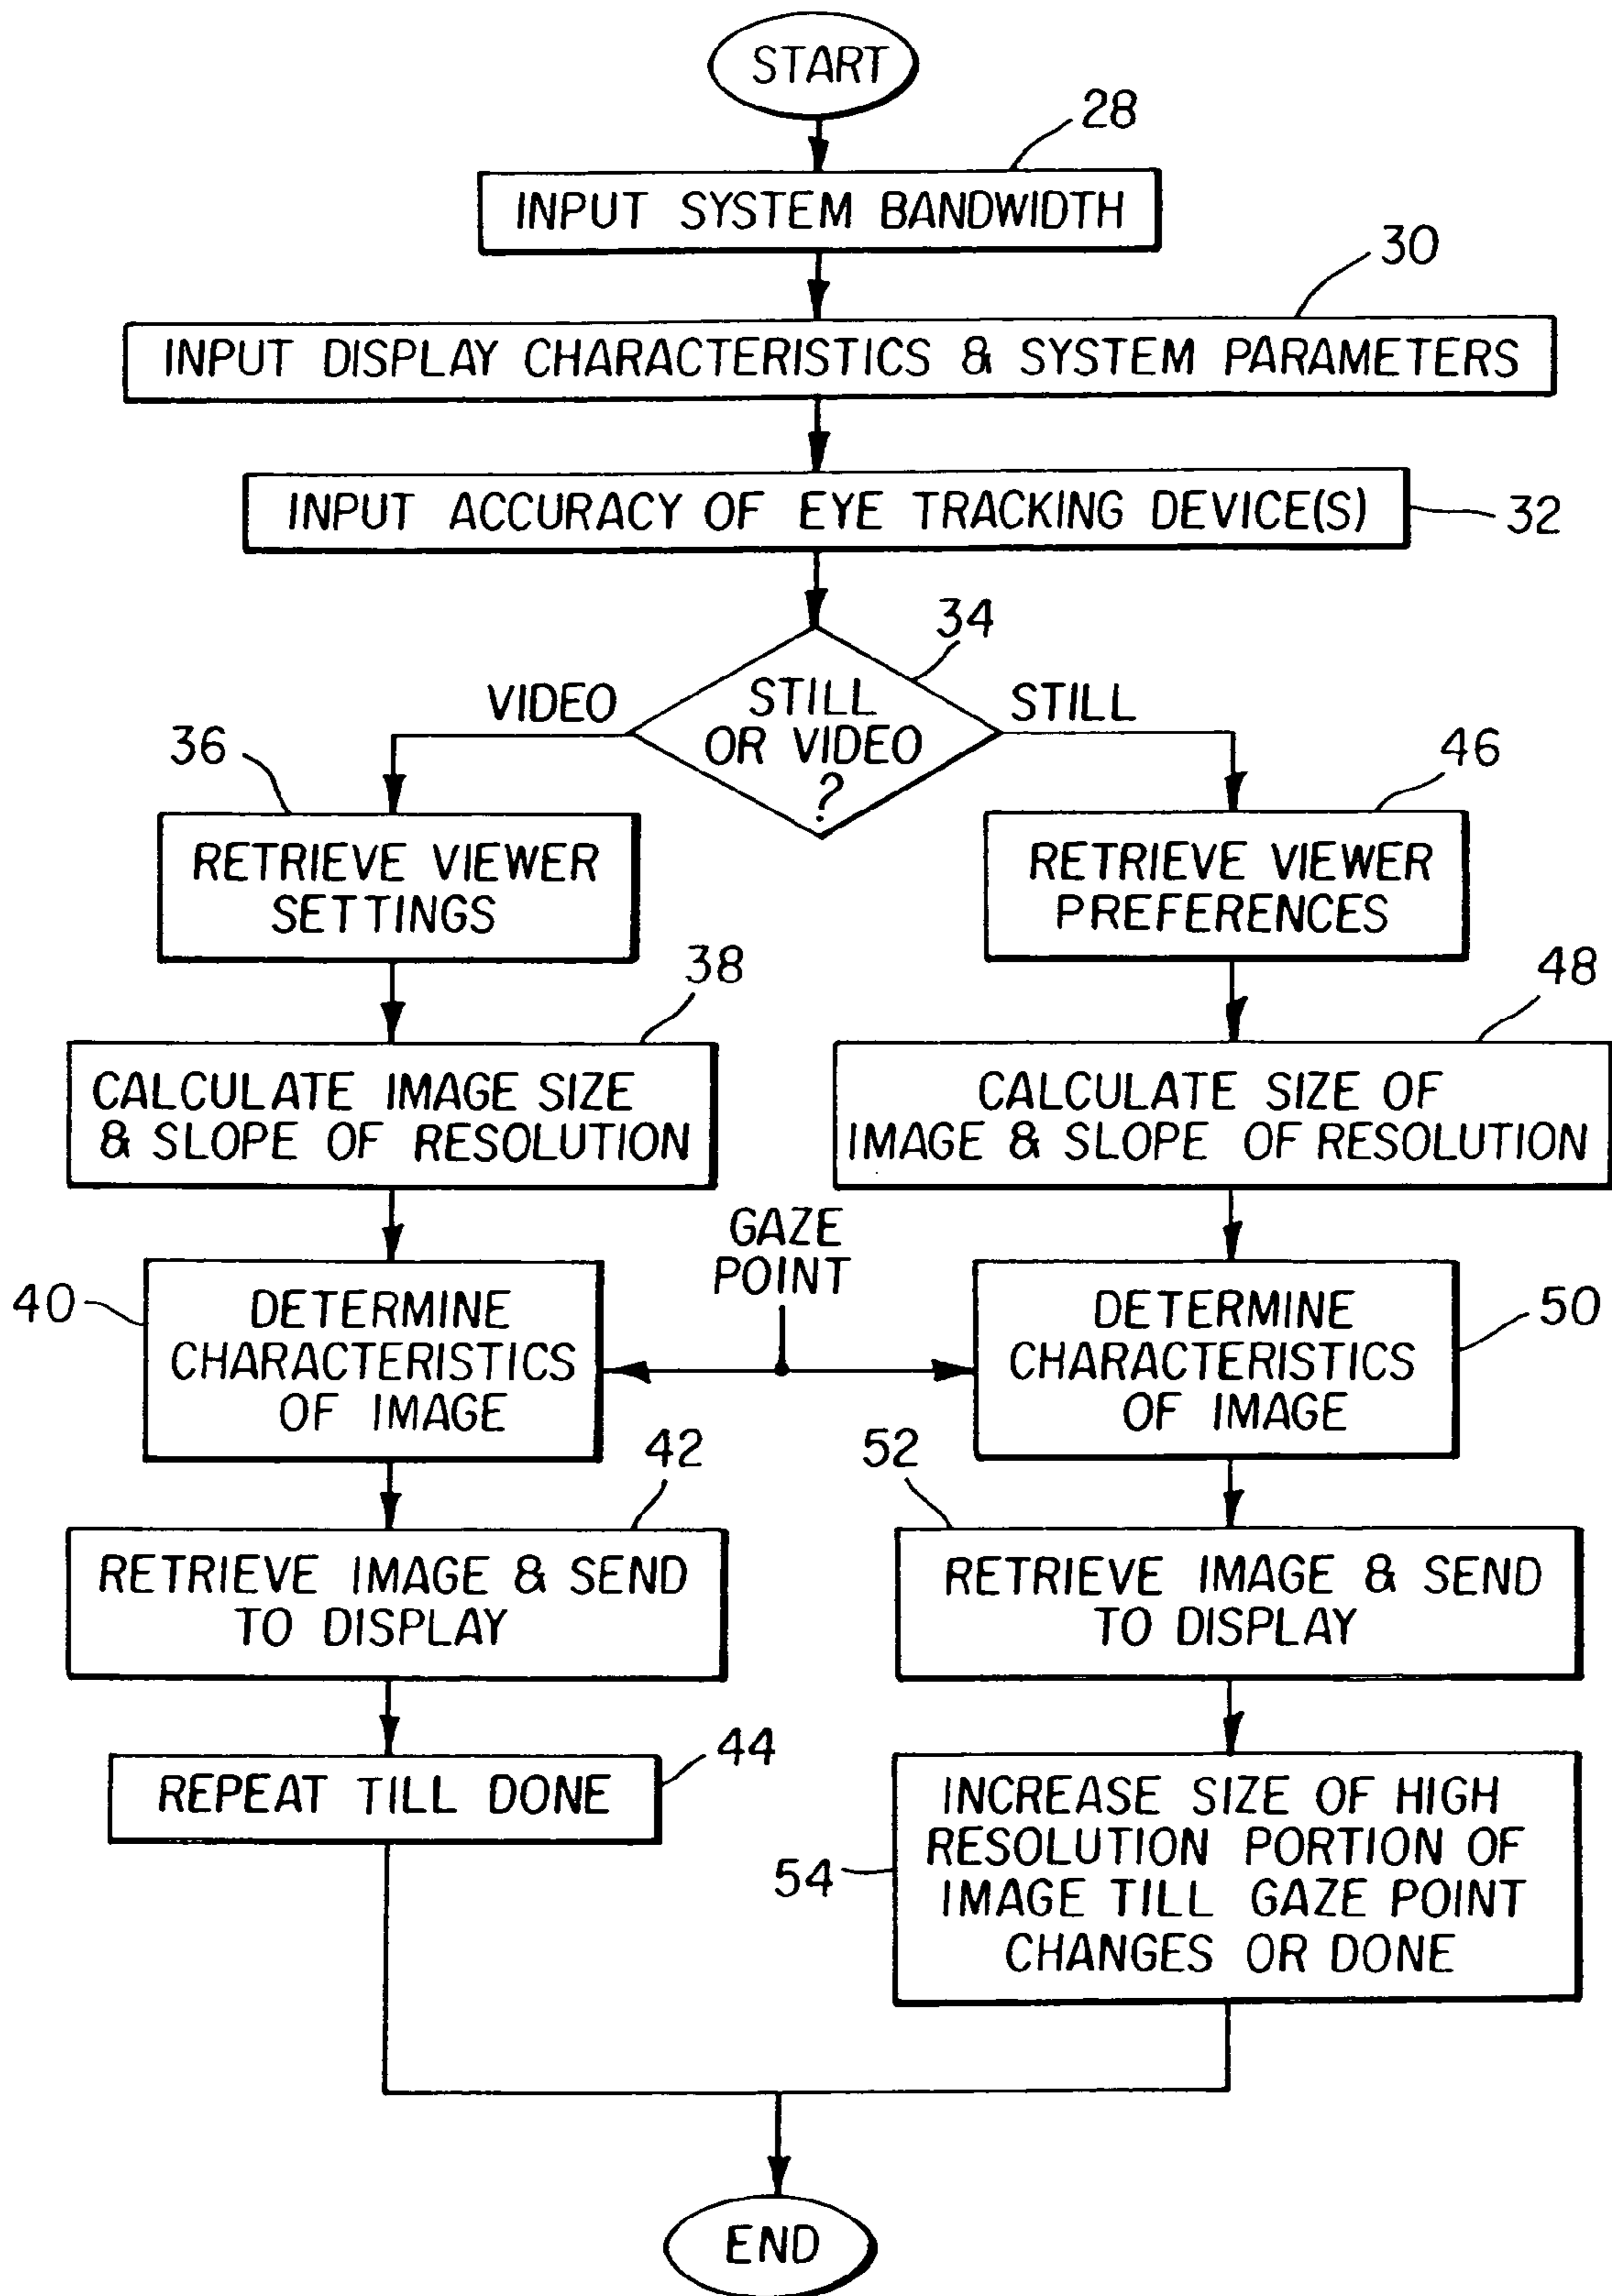 START
28
INPUT SYSTEM BANDWIDTH
30
INPUT DISPLAY CHARACTERISTICS & SYSTEM PARAMETERS
INPUT ACCURACY OF EYE TRACKING DEVICE(S)
32
34
STILL
OR VIDEO
?
VIDEO
STILL
36
RETRIEVE VIEWER
SETTINGS
38
CALCULATE IMAGE SIZE
& SLOPE OF RESOLUTION
40
DETERMINE
CHARACTERISTICS
OF IMAGE
42
RETRIEVE IMAGE & SEND
TO DISPLAY
44
REPEAT TILL DONE
GAZE
POINT
46
RETRIEVE VIEWER
PREFERENCES
48
CALCULATE SIZE OF
IMAGE & SLOPE OF RESOLUTION
50
DETERMINE
CHARACTERISTICS
OF IMAGE
52
RETRIEVE IMAGE & SEND
TO DISPLAY
54
INCREASE SIZE OF HIGH
RESOLUTION PORTION OF
IMAGE TILL GAZE POINT
CHANGES OR DONE
END